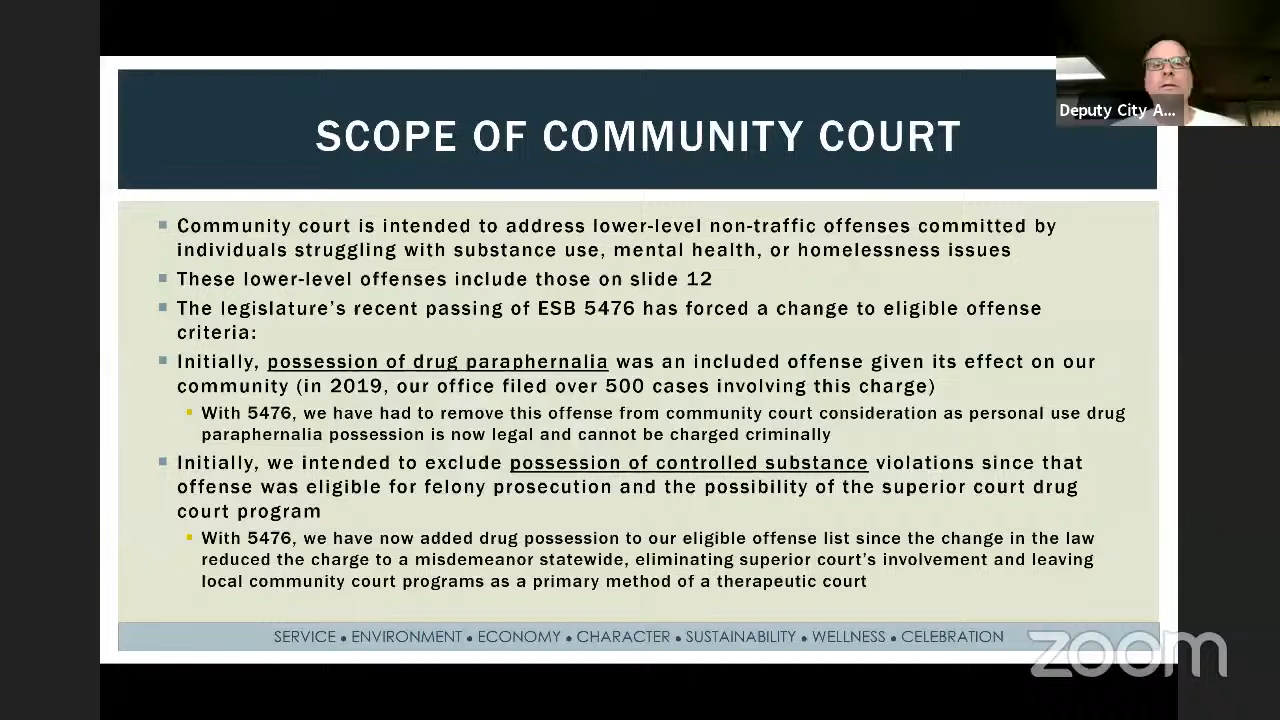 Deputy City A...
SCOPE OF COMMUNITY COURT
Community court is intended to address lower-level non-traffic offenses committed by
individuals struggling with substance use, mental health, or homelessness issues
These lower-level offenses include those on slide 12
The legislature's recent passing of ESB 5476 has forced a change to eligible offense
criteria:
Initially, possession of drug paraphernalia was an included offense given its effect on our
community (in 2019, our office filed over 500 cases involving this charge)
With 5476, we have had to remove this offense from community court consideration as personal use drug
paraphernalia possession is now legal and cannot be charged criminally
Initially, we intended to exclude possession of controlled substance violations since that
offense was eligible for felony prosecution and the possibility of the superior court drug
court program
With 5476, we have now added drug possession to our eligible offense list since the change in the law
reduced the charge to a misdemeanor statewide, eliminating superior court's involvement and leaving
local community court programs as a primary method of a therapeutic court
SERVICE • ENVIRONMENT • ECONOMY • CHARACTER • SUSTAINABILITY • WELLNESS • CELEBRATION
zoom